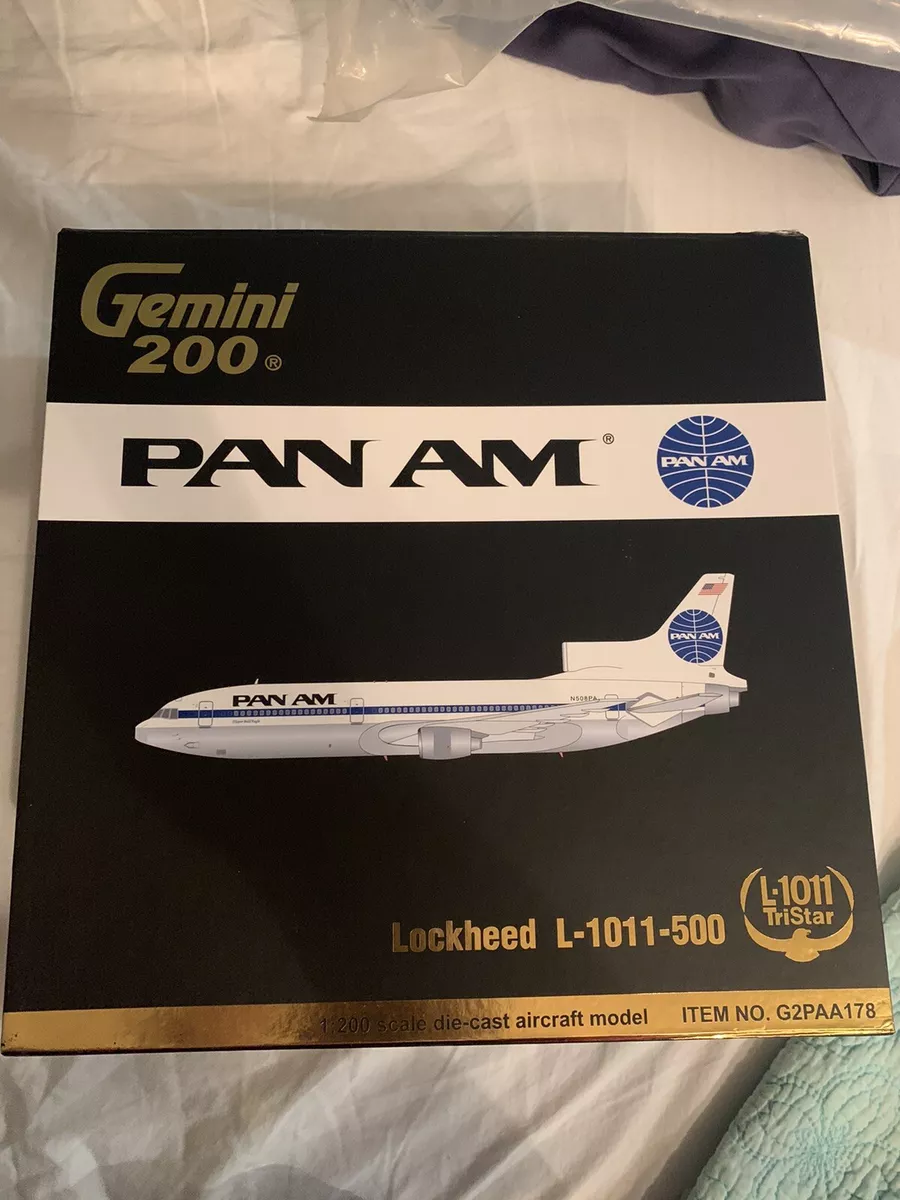 Gemini
200®
PAN AM®
PAN AM
PAN AM
PAN AM
N508PA
Lockheed L-1011-500
L-1011
TriStar
1:200 scale die-cast aircraft model
ITEM NO. G2PAA178